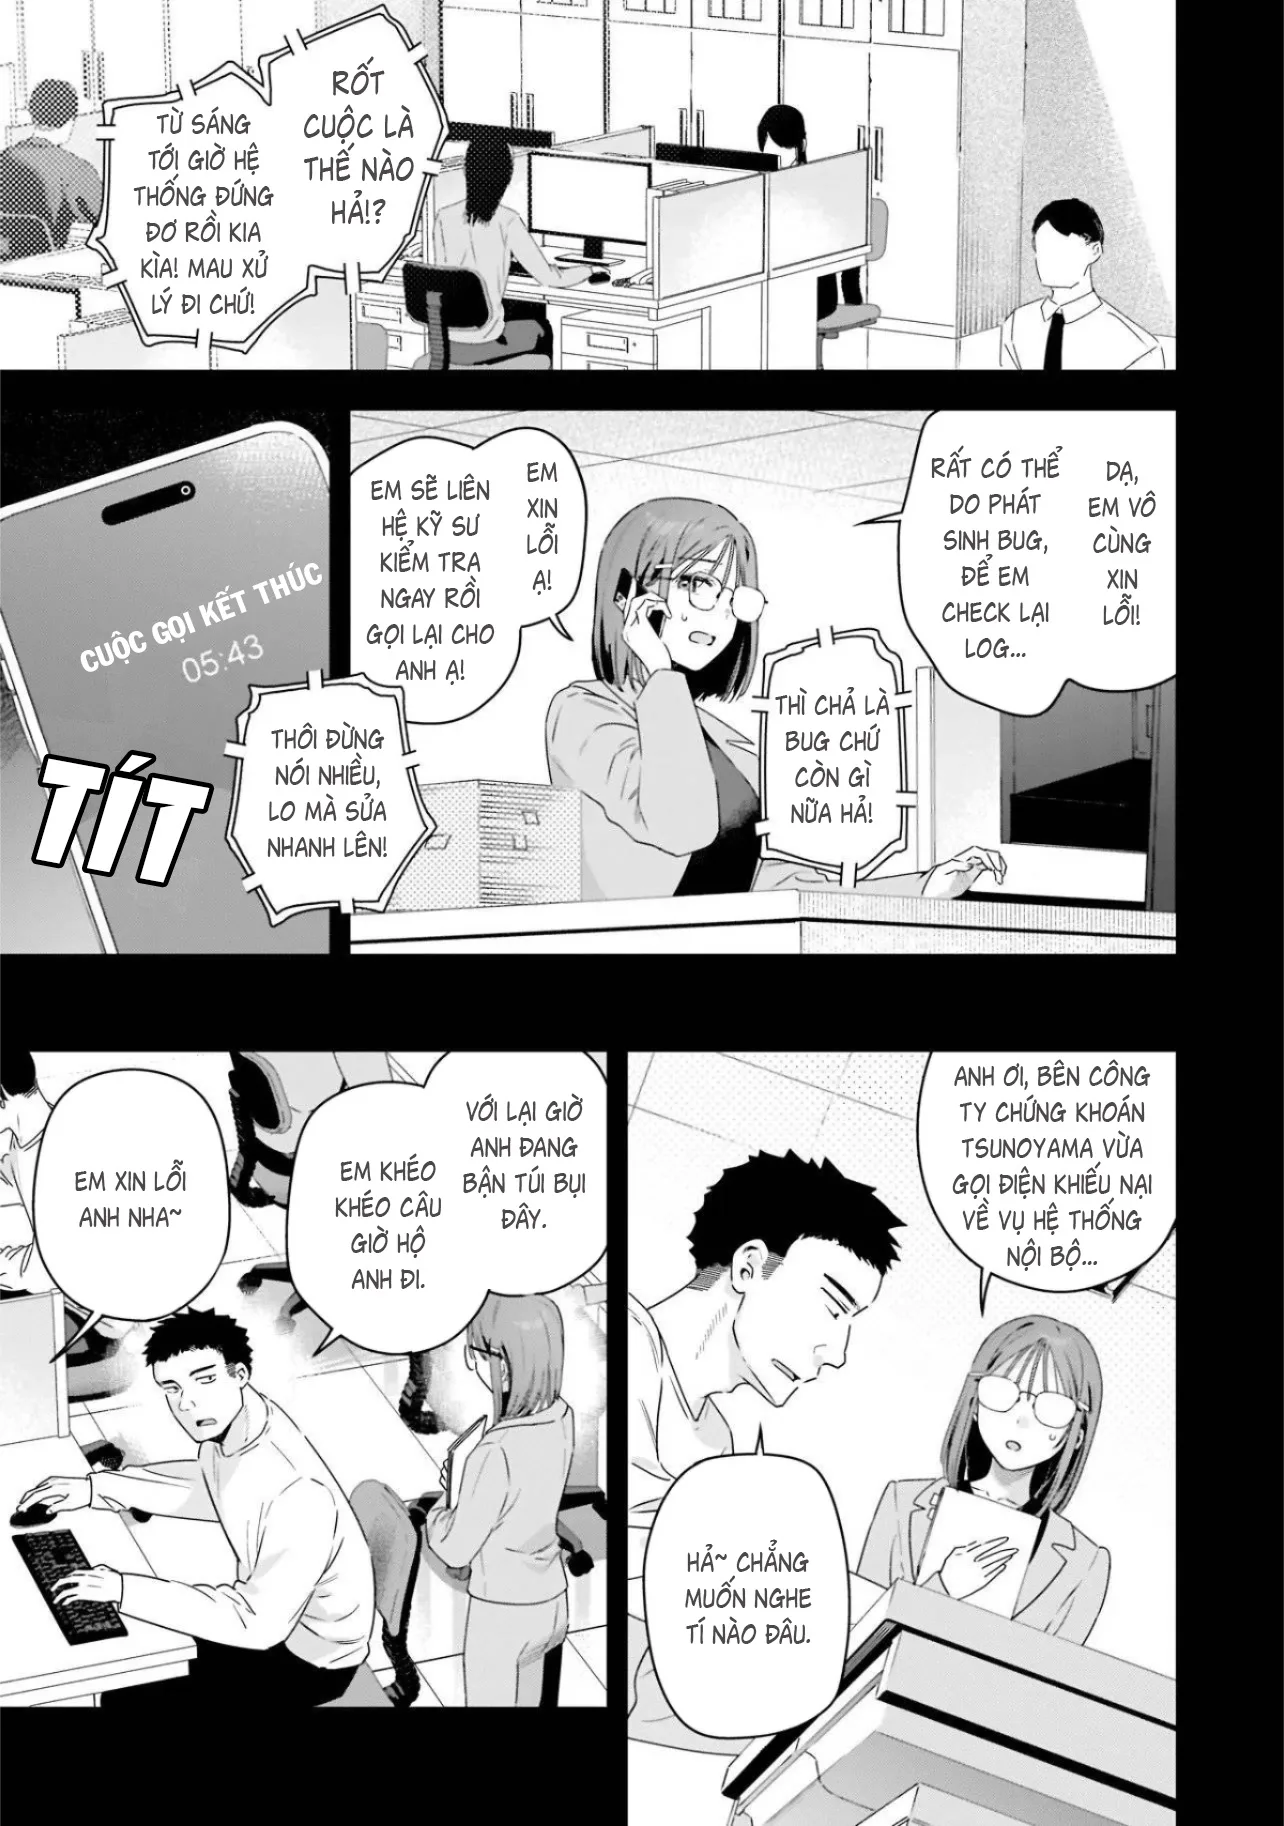 RỐT
CUỘC LÀ
THẾ NÀO
HẢ!?
TỪ SÁNG
TỚI GIỜ HỆ
THỐNG ĐỨNG
ĐƠ RỒI KIA
KÌA! MAU XỬ
LÝ ĐI CHỨ!
DẠ,
EM VÔ
CÙNG
XIN
LỖI!
RẤT CÓ THỂ
DO PHÁT
SINH BUG,
ĐỂ EM
CHECK LẠI
LOG...
THÌ CHẢ LÀ
BUG CHỨ
CÒN GÌ
NỮA HẢ!
EM
XIN
LỖI
Ạ!
EM SẼ LIÊN
HỆ KỸ SƯ
KIỂM TRA
NGAY RỒI
GỌI LẠI CHO
ANH Ạ!
THÔI ĐỪNG
NÓI NHIỀU,
LO MÀ SỬA
NHANH LÊN!
CUỘC GỌI KẾT THÚC
05:43
TÍT
ANH ƠI, BÊN CÔNG
TY CHỨNG KHOÁN
TSUNOYAMA VỪA
GỌI ĐIỆN KHIẾU NẠI
VỀ VỤ HỆ THỐNG
NỘI BỘ...
HẢ~ CHẲNG
MUỐN NGHE
TÍ NÀO ĐÂU.
VỚI LẠI GIỜ
ANH ĐANG
BẬN TÚI BỤI
ĐÂY.
EM KHÉO
KHÉO CÂU
GIỜ HỘ
ANH ĐI.
EM XIN LỖI
ANH NHA~